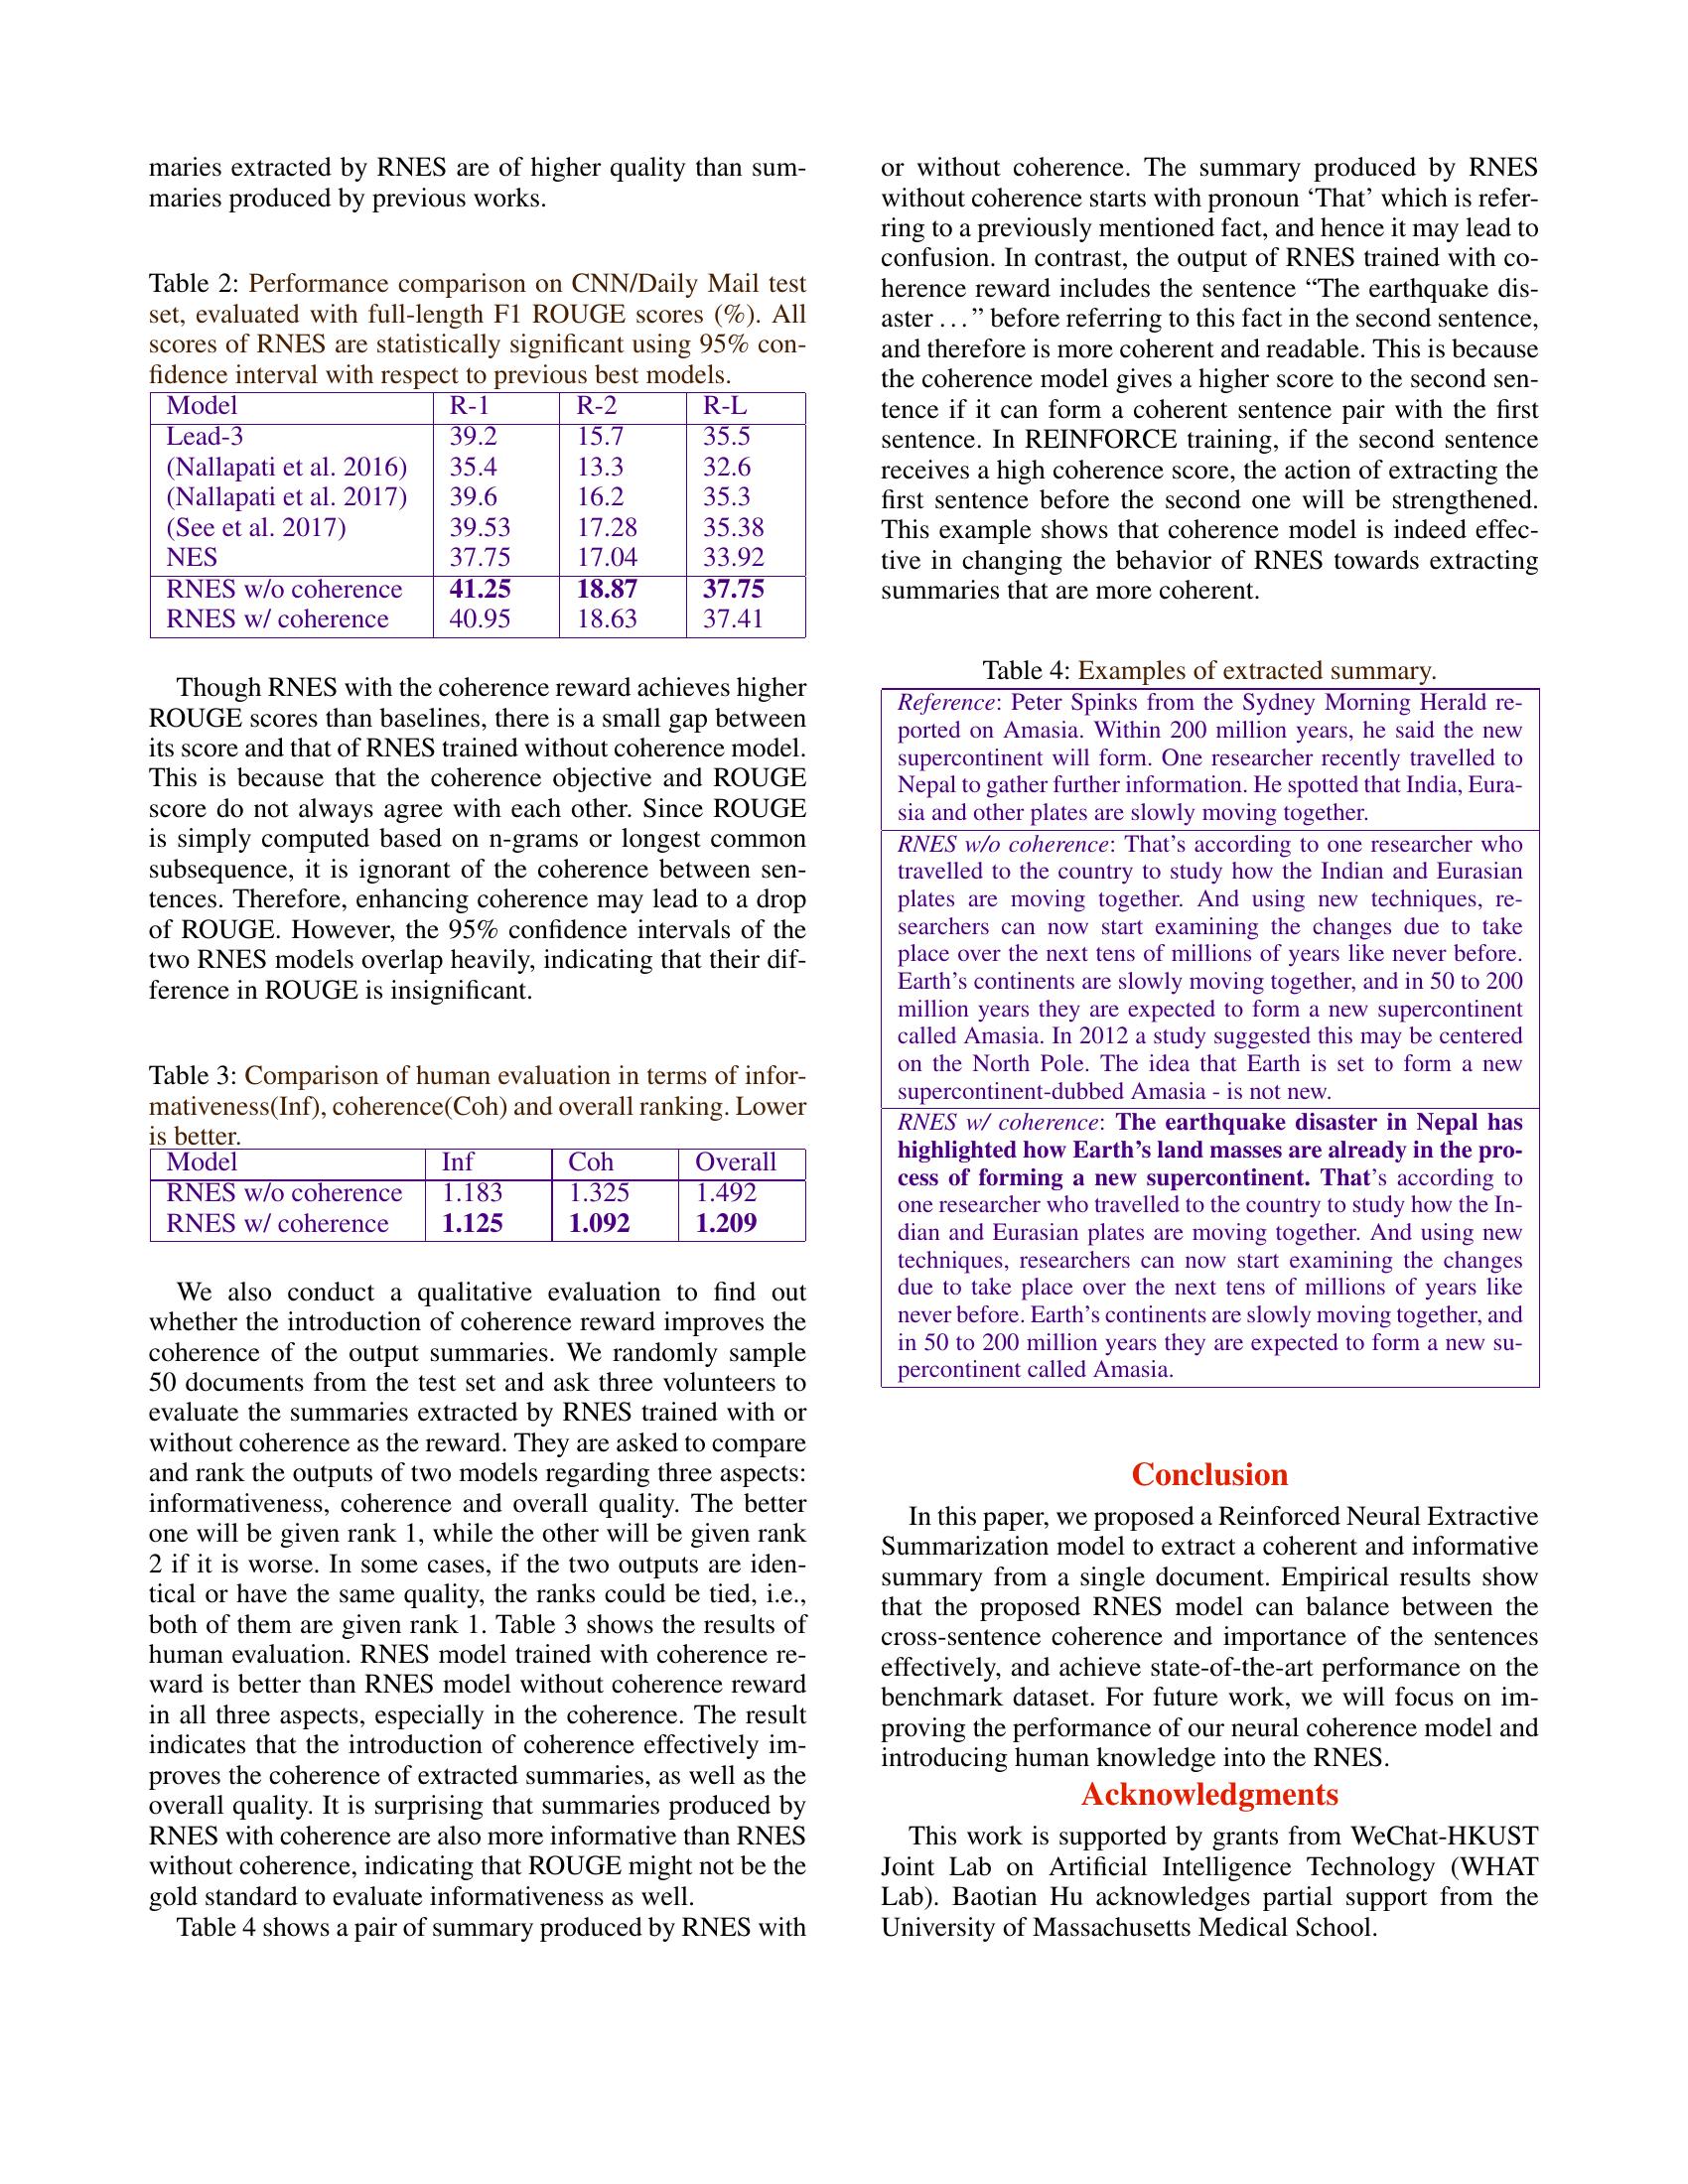 maries extracted by RNES are of higher quality than sum-
maries produced by previous works.
Table 2: Performance comparison on CNN/Daily Mail test
set, evaluated with full-length F1 ROUGE scores (%). All
scores of RNES are statistically significant using 95% con-
fidence interval with respect to previous best models.
Model R-1 R-2 R-L
Lead-3 39.2 15.7 35.5
(Nallapati et al. 2016) 35.4 13.3 32.6
(Nallapati et al. 2017) 39.6 16.2 35.3
(See et al. 2017) 39.53 17.28 35.38
NES 37.75 17.04 33.92
RNES w/o coherence 41.25 18.87 37.75
RNES w/ coherence 40.95 18.63 37.41
Though RNES with the coherence reward achieves higher
ROUGE scores than baselines, there is a small gap between
its score and that of RNES trained without coherence model.
This is because that the coherence objective and ROUGE
score do not always agree with each other. Since ROUGE
is simply computed based on n-grams or longest common
subsequence, it is ignorant of the coherence between sen-
tences. Therefore, enhancing coherence may lead to a drop
of ROUGE. However, the 95% confidence intervals of the
two RNES models overlap heavily, indicating that their dif-
ference in ROUGE is insignificant.
Table 3: Comparison of human evaluation in terms of infor-
mativeness(Inf), coherence(Coh) and overall ranking. Lower
is better.
Model Inf Coh Overall
RNES w/o coherence 1.183 1.325 1.492
RNES w/ coherence 1.125 1.092 1.209
We also conduct a qualitative evaluation to find out
whether the introduction of coherence reward improves the
coherence of the output summaries. We randomly sample
50 documents from the test set and ask three volunteers to
evaluate the summaries extracted by RNES trained with or
without coherence as the reward. They are asked to compare
and rank the outputs of two models regarding three aspects:
informativeness, coherence and overall quality. The better
one will be given rank 1, while the other will be given rank
2 if it is worse. In some cases, if the two outputs are iden-
tical or have the same quality, the ranks could be tied, i.e.,
both of them are given rank 1. Table 3 shows the results of
human evaluation. RNES model trained with coherence re-
ward is better than RNES model without coherence reward
in all three aspects, especially in the coherence. The result
indicates that the introduction of coherence effectively im-
proves the coherence of extracted summaries, as well as the
overall quality. It is surprising that summaries produced by
RNES with coherence are also more informative than RNES
without coherence, indicating that ROUGE might not be the
gold standard to evaluate informativeness as well.
Table 4 shows a pair of summary produced by RNES with
or without coherence. The summary produced by RNES
without coherence starts with pronoun ‘That’ which is refer-
ring to a previously mentioned fact, and hence it may lead to
confusion. In contrast, the output of RNES trained with co-
herence reward includes the sentence “The earthquake dis-
aster . . . ” before referring to this fact in the second sentence,
and therefore is more coherent and readable. This is because
the coherence model gives a higher score to the second sen-
tence if it can form a coherent sentence pair with the first
sentence. In REINFORCE training, if the second sentence
receives a high coherence score, the action of extracting the
first sentence before the second one will be strengthened.
This example shows that coherence model is indeed effec-
tive in changing the behavior of RNES towards extracting
summaries that are more coherent.
Table 4: Examples of extracted summary.
Reference: Peter Spinks from the Sydney Morning Herald re-
ported on Amasia. Within 200 million years, he said the new
supercontinent will form. One researcher recently travelled to
Nepal to gather further information. He spotted that India, Eura-
sia and other plates are slowly moving together.
RNES w/o coherence: That’s according to one researcher who
travelled to the country to study how the Indian and Eurasian
plates are moving together. And using new techniques, re-
searchers can now start examining the changes due to take
place over the next tens of millions of years like never before.
Earth’s continents are slowly moving together, and in 50 to 200
million years they are expected to form a new supercontinent
called Amasia. In 2012 a study suggested this may be centered
on the North Pole. The idea that Earth is set to form a new
supercontinent-dubbed Amasia - is not new.
RNES w/ coherence: The earthquake disaster in Nepal has
highlighted how Earth’s land masses are already in the pro-
cess of forming a new supercontinent. That’s according to
one researcher who travelled to the country to study how the In-
dian and Eurasian plates are moving together. And using new
techniques, researchers can now start examining the changes
due to take place over the next tens of millions of years like
never before. Earth’s continents are slowly moving together, and
in 50 to 200 million years they are expected to form a new su-
percontinent called Amasia.
Conclusion
In this paper, we proposed a Reinforced Neural Extractive
Summarization model to extract a coherent and informative
summary from a single document. Empirical results show
that the proposed RNES model can balance between the
cross-sentence coherence and importance of the sentences
effectively, and achieve state-of-the-art performance on the
benchmark dataset. For future work, we will focus on im-
proving the performance of our neural coherence model and
introducing human knowledge into the RNES.
Acknowledgments
This work is supported by grants from WeChat-HKUST
Joint Lab on Artificial Intelligence Technology (WHAT
Lab). Baotian Hu acknowledges partial support from the
University of Massachusetts Medical School.